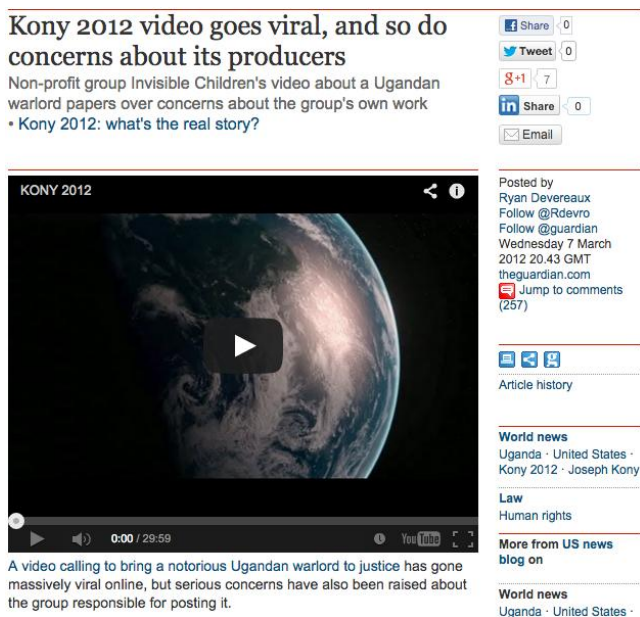 Kony 2012 video goes viral, and so do
concerns about its producers
Non-profit group Invisible Children's video about a Ugandan
warlord papers over concerns about the group's own work
• Kony 2012: what's the real story?
Share 0
Tweet 0
g+1 7
in Share 0
Email
KONY 2012
0:00 / 29:59
YouTube
A video calling to bring a notorious Ugandan warlord to justice has gone
massively viral online, but serious concerns have also been raised about
the group responsible for posting it.
Posted by
Ryan Devereaux
Follow @Rdevro
Follow @guardian
Wednesday 7 March
2012 20.43 GMT
theguardian.com
Jump to comments
(257)
g
Article history
World news
Uganda · United States ·
Kony 2012 · Joseph Kony
Law
Human rights
More from US news
blog on
World news
Uganda · United States ·